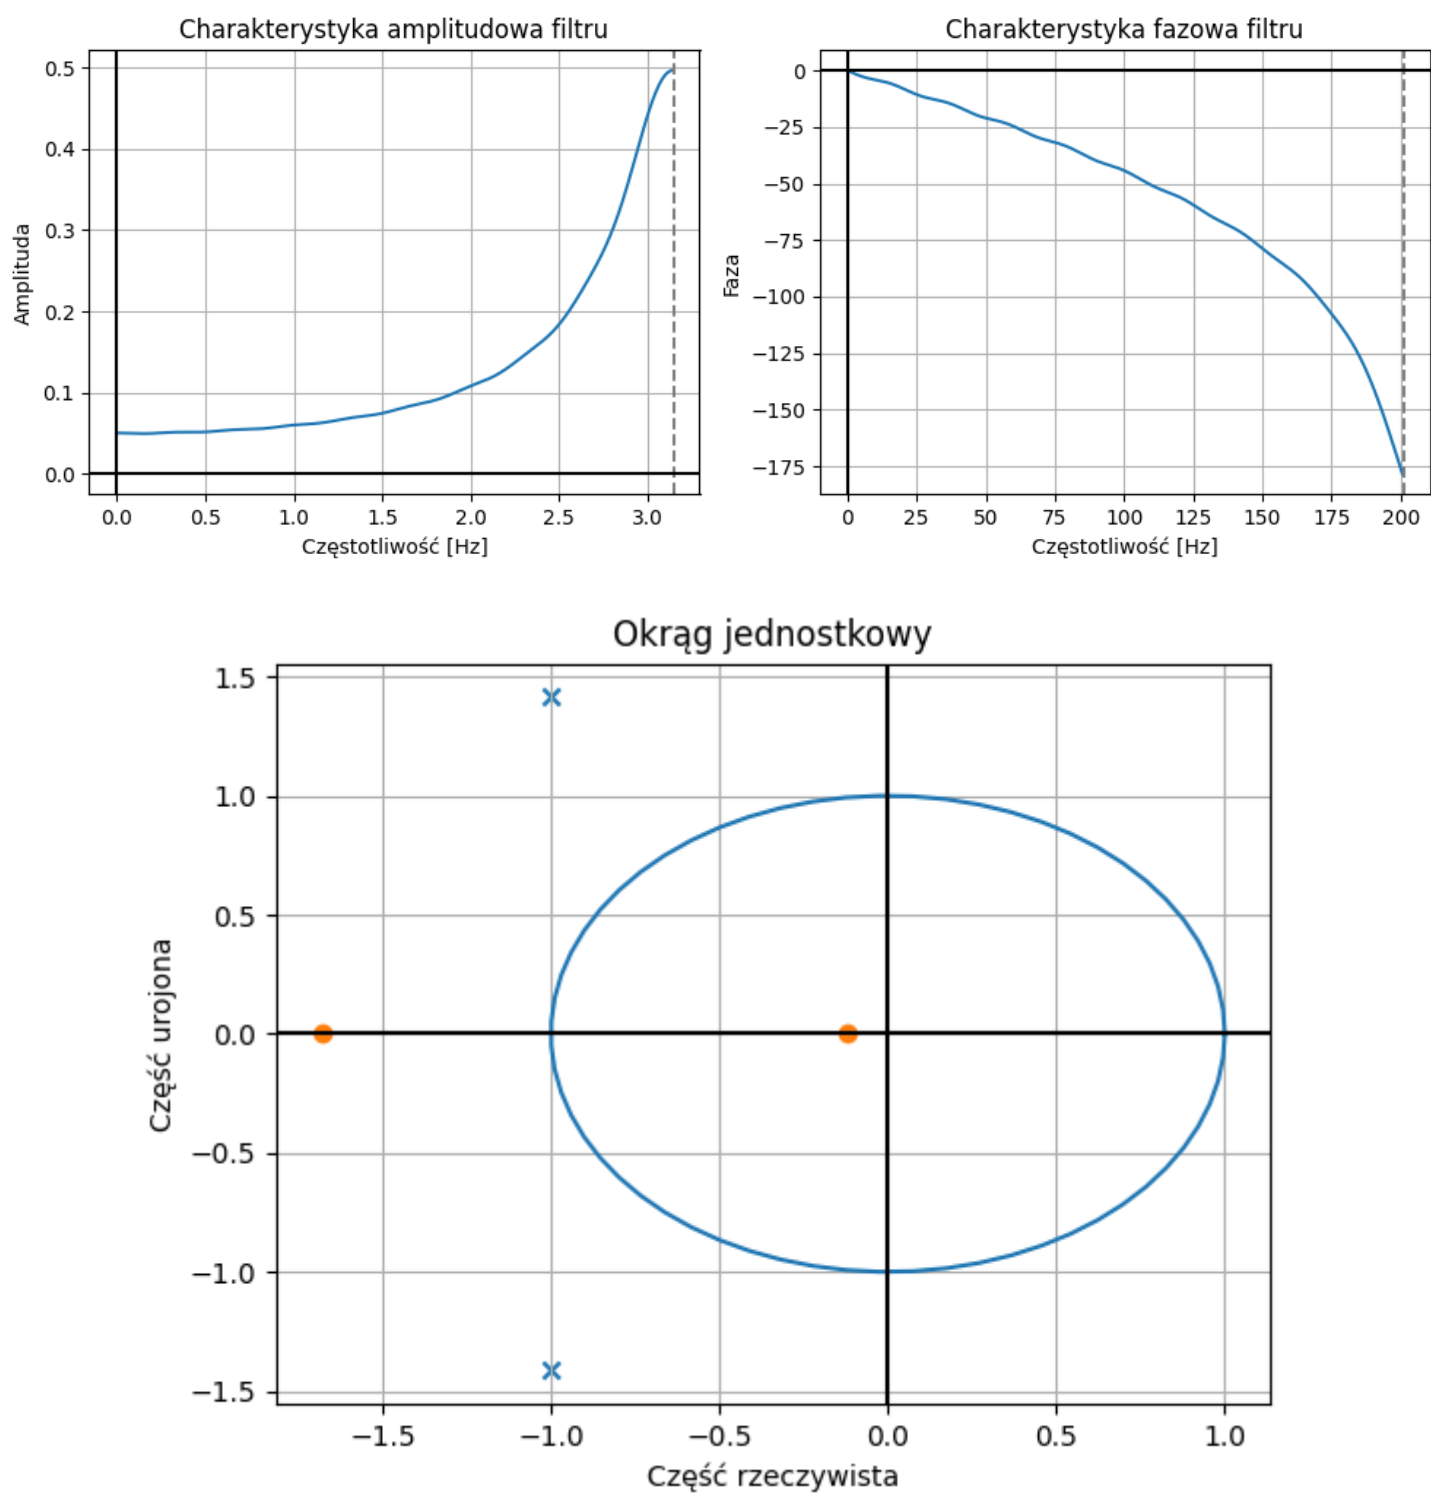 Charakterystyka amplitudowa filtru
0.5
0.4
0.3
0.2
0.1
0.0
Amplituda
0.0 0.5 1.0 1.5 2.0 2.5 3.0
Częstotliwość [Hz]
Charakterystyka fazowa filtru
0
−25
−50
−75
−100
−125
−150
−175
Faza
0 25 50 75 100 125 150 175 200
Częstotliwość [Hz]
Okrąg jednostkowy
1.5
1.0
0.5
0.0
−0.5
−1.0
−1.5
Część urojona
−1.5 −1.0 −0.5 0.0 0.5 1.0
Część rzeczywista